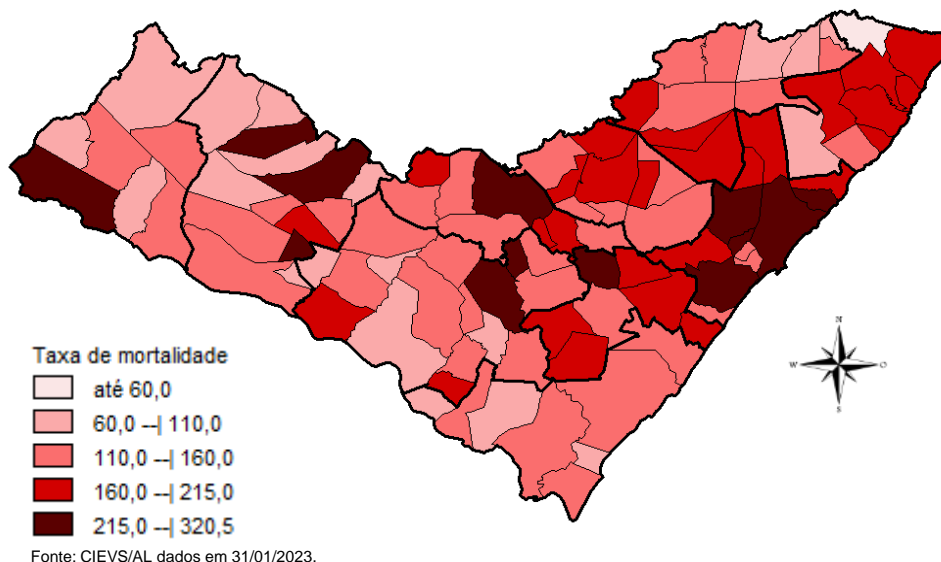 Taxa de mortalidade
até 60,0
60,0 --| 110,0
110,0 --| 160,0
160,0 --| 215,0
215,0 --| 320,5
Fonte: CIEVS/AL dados em 31/01/2023.
N
W
O
S